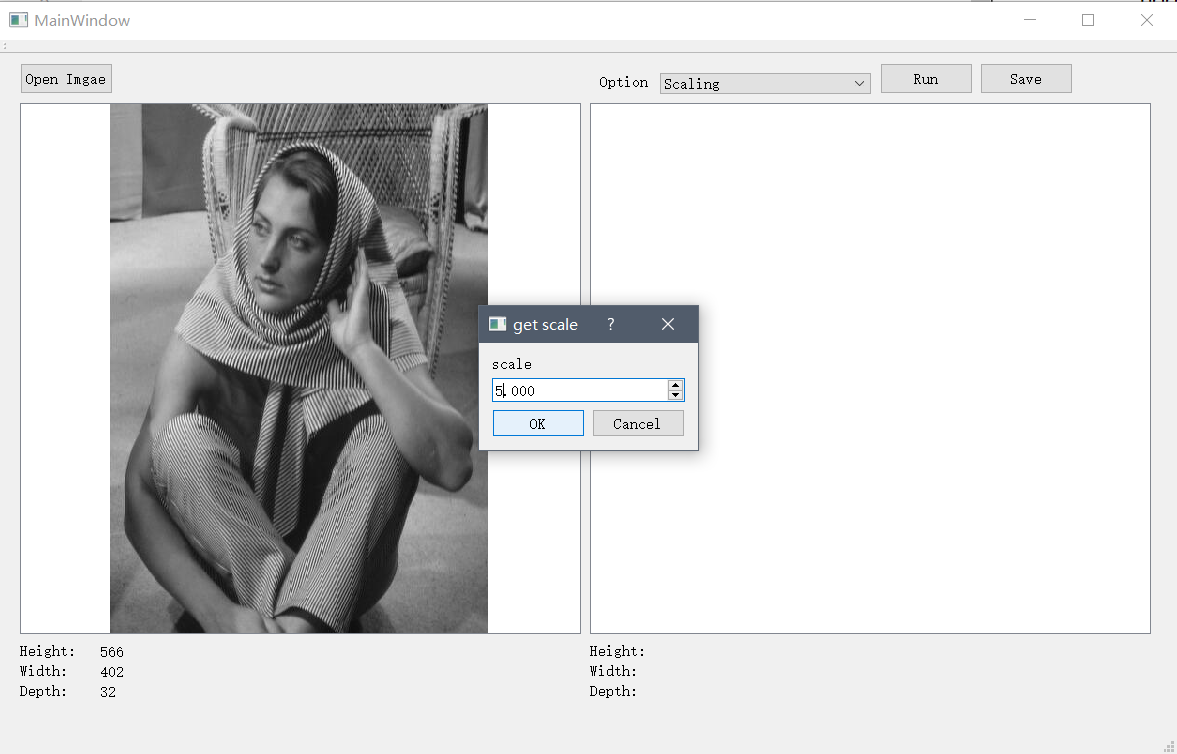 MainWindow
Open Imgae
Option Scaling Run Save
get scale ?
scale
5.000
OK Cancel
Height: 566
Width: 402
Depth: 32
Height:
Width:
Depth: